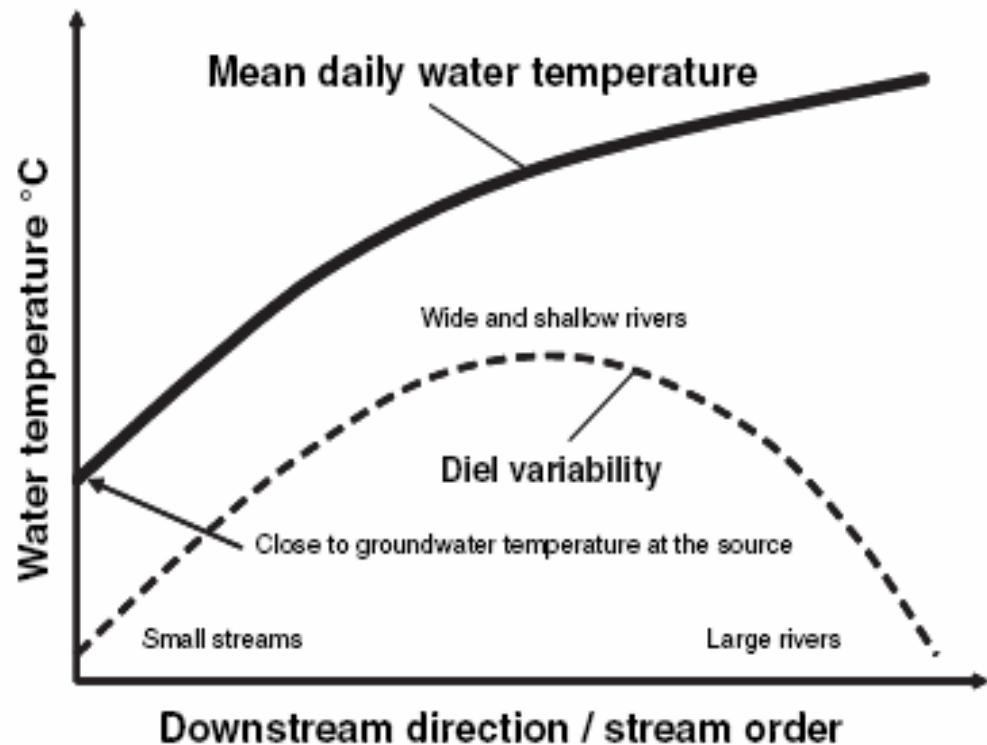 Mean daily water temperature
Water temperature °C
Wide and shallow rivers
Diel variability
Close to groundwater temperature at the source
Small streams
Large rivers
Downstream direction / stream order